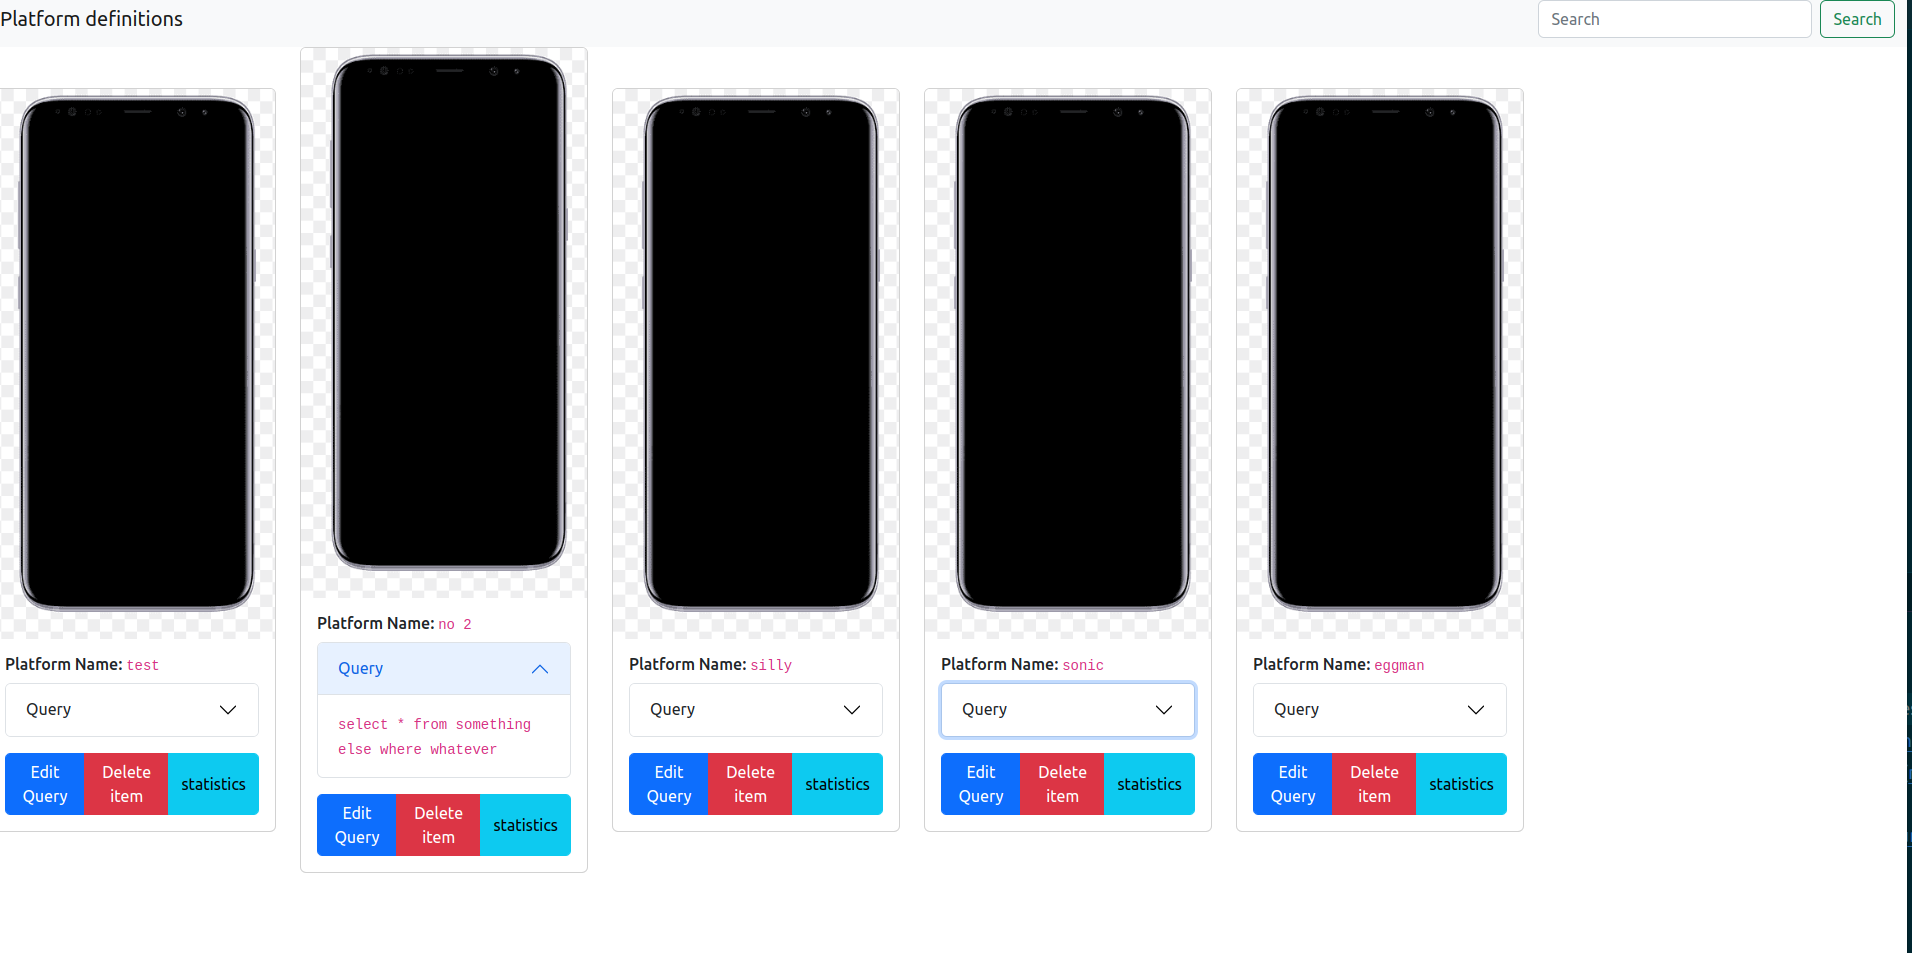 Platform definitions
Search
Search
Platform Name: test
Query
Edit Query
Delete item
statistics
Platform Name: no 2
Query
select * from something
else where whatever
Edit Query
Delete item
statistics
Platform Name: silly
Query
Edit Query
Delete item
statistics
Platform Name: sonic
Query
Edit Query
Delete item
statistics
Platform Name: eggman
Query
Edit Query
Delete item
statistics